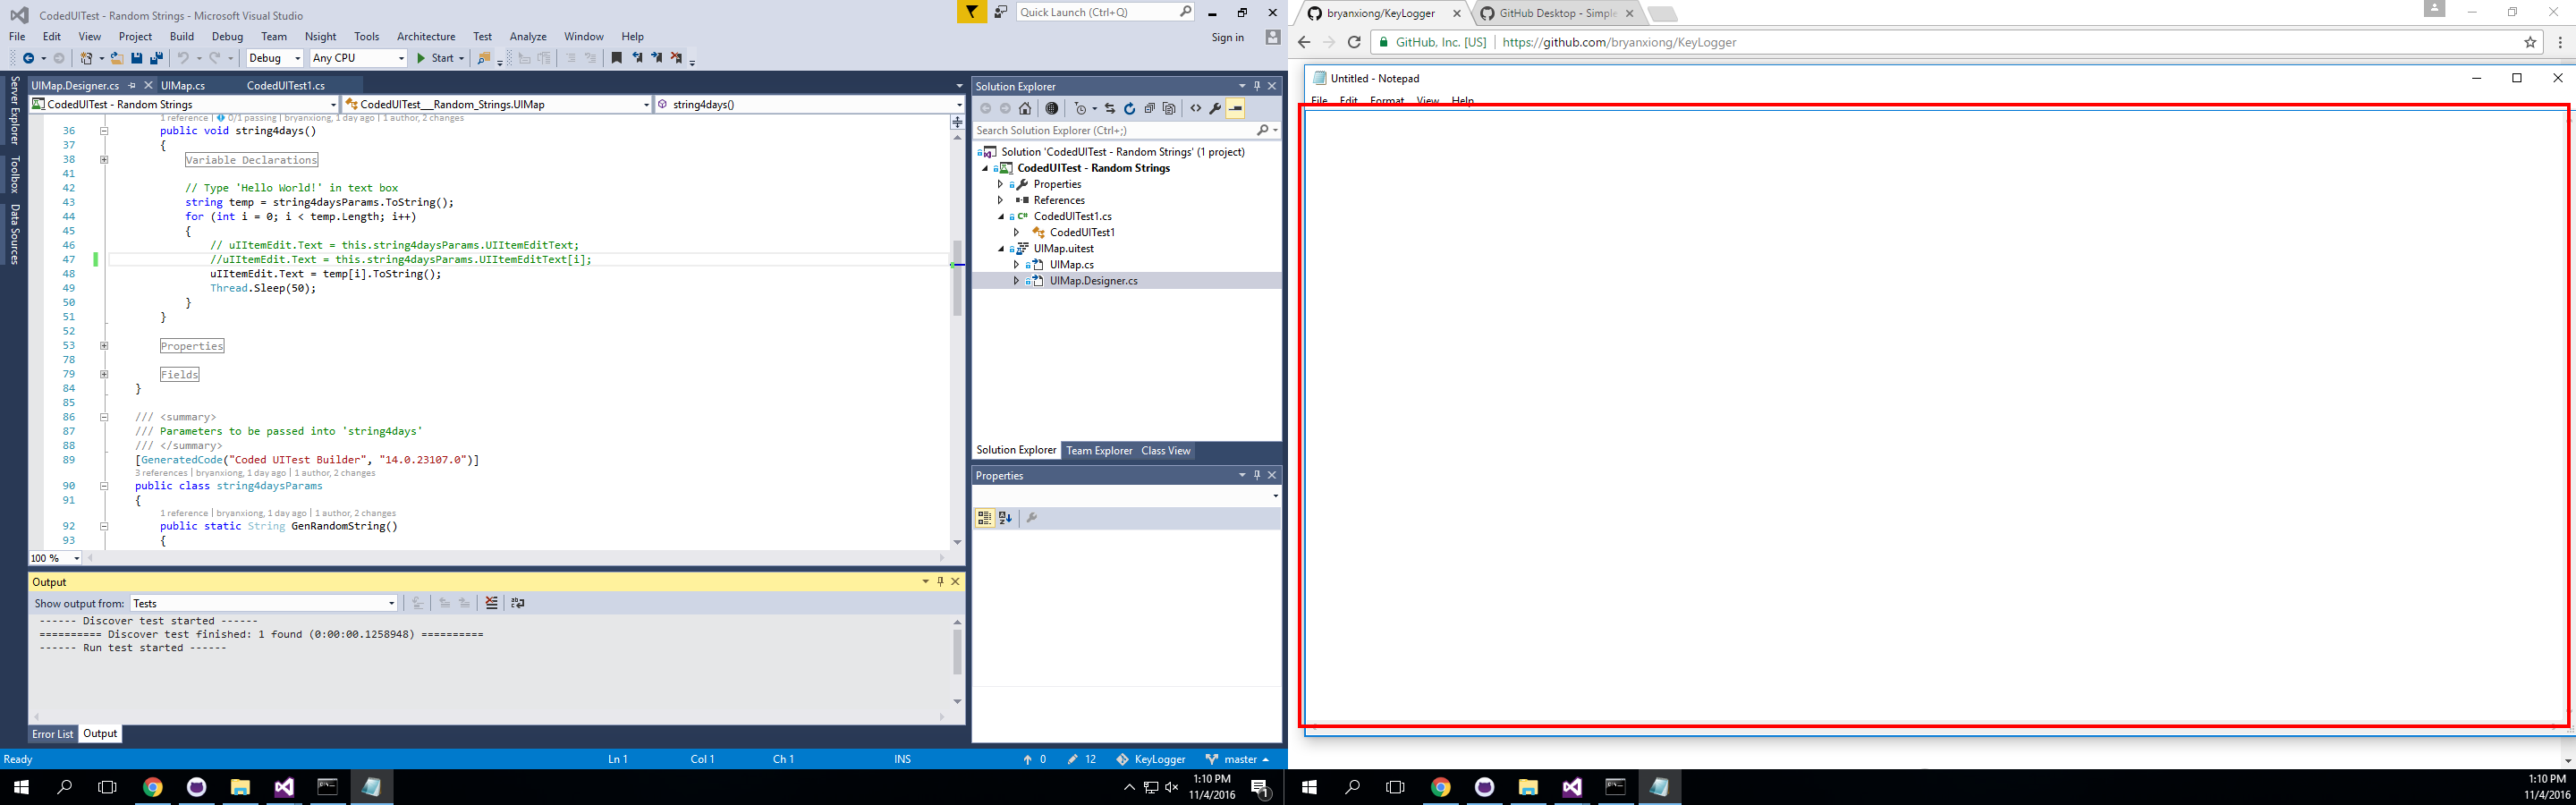 CodedUITest - Random Strings - Microsoft Visual Studio
Quick Launch (Ctrl+Q)
File Edit View Project Build Debug Team Nsight Tools Architecture Test Analyze Window Help
Sign in
Debug Any CPU Start
Server Explorer
Toolbox
Data Sources
UIMap.Designer.cs UIMap.cs CodedUITest1.cs
CodedUITest - Random Strings CodedUITest__Random_Strings.UIMap string4days()
1 reference | 0/1 passing | bryanxiong, 1 day ago | 1 author, 2 changes
36 public void string4days()
37 {
38 Variable Declarations
41
42 // Type 'Hello World!' in text box
43 string temp = string4daysParams.ToString();
44 for (int i = 0; i < temp.Length; i++)
45 {
46 // uIItemEdit.Text = this.string4daysParams.UIItemEditText;
47 //uIItemEdit.Text = this.string4daysParams.UIItemEditText[i];
48 uIItemEdit.Text = temp[i].ToString();
49 Thread.Sleep(50);
50 }
51 }
52
53 Properties
78
79 Fields
84 }
85
86 /// <summary>
87 /// Parameters to be passed into 'string4days'
88 /// </summary>
89 [GeneratedCode("Coded UITest Builder", "14.0.23107.0")]
3 references | bryanxiong, 1 day ago | 1 author, 2 changes
90 public class string4daysParams
91 {
1 reference | bryanxiong, 1 day ago | 1 author, 2 changes
92 public static String GenRandomString()
93 {
100 %
Output
Show output from: Tests
------ Discover test started ------
========== Discover test finished: 1 found (0:00:00.1258948) ==========
------ Run test started ------
Error List Output
Solution Explorer
Search Solution Explorer (Ctrl+;)
Solution 'CodedUITest - Random Strings' (1 project)
CodedUITest - Random Strings
Properties
References
C# CodedUITest1.cs
CodedUITest1
UIMap.uitest
UIMap.cs
UIMap.Designer.cs
Solution Explorer Team Explorer Class View
Properties
Ready Ln 1 Col 1 Ch 1 INS 0 12 KeyLogger master
1:10 PM
11/4/2016
1
bryanxiong/KeyLogger GitHub Desktop - Simple
GitHub, Inc. [US] https://github.com/bryanxiong/KeyLogger
Untitled - Notepad
File Edit Format View Help
1:10 PM
11/4/2016